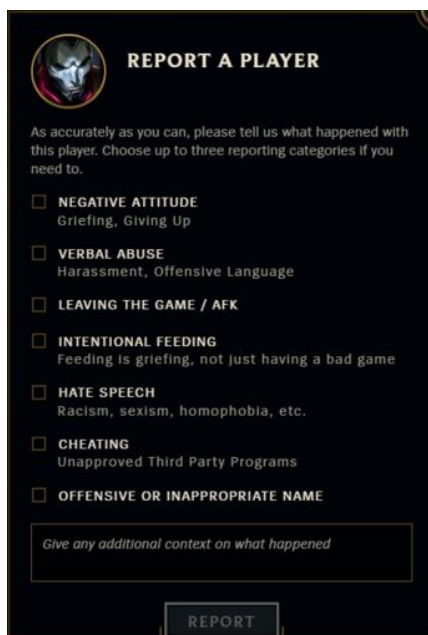 REPORT A PLAYER
As accurately as you can, please tell us what happened with
this player. Choose up to three reporting categories if you
need to.
NEGATIVE ATTITUDE
Griefing, Giving Up
VERBAL ABUSE
Harassment, Offensive Language
LEAVING THE GAME / AFK
INTENTIONAL FEEDING
Feeding is griefing, not just having a bad game
HATE SPEECH
Racism, sexism, homophobia, etc.
CHEATING
Unapproved Third Party Programs
OFFENSIVE OR INAPPROPRIATE NAME
Give any additional context on what happened
REPORT